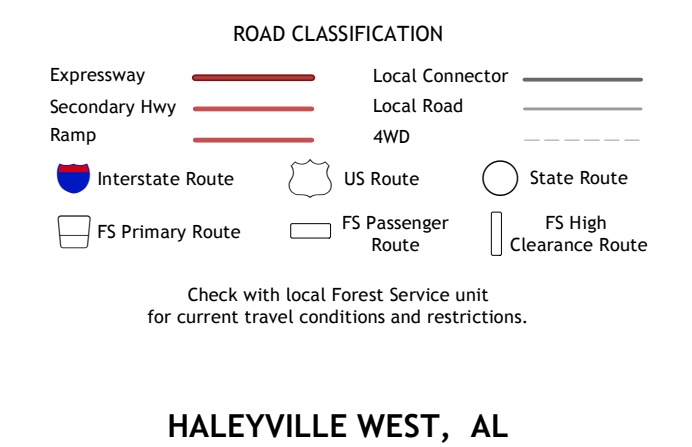 ROAD CLASSIFICATION
Expressway
Local Connector
Secondary Hwy
Local Road
Ramp
4WD
Interstate Route
US Route
State Route
FS Primary Route
FS Passenger
Route
FS High
Clearance Route
Check with local Forest Service unit
for current travel conditions and restrictions.
HALEYVILLE WEST, AL